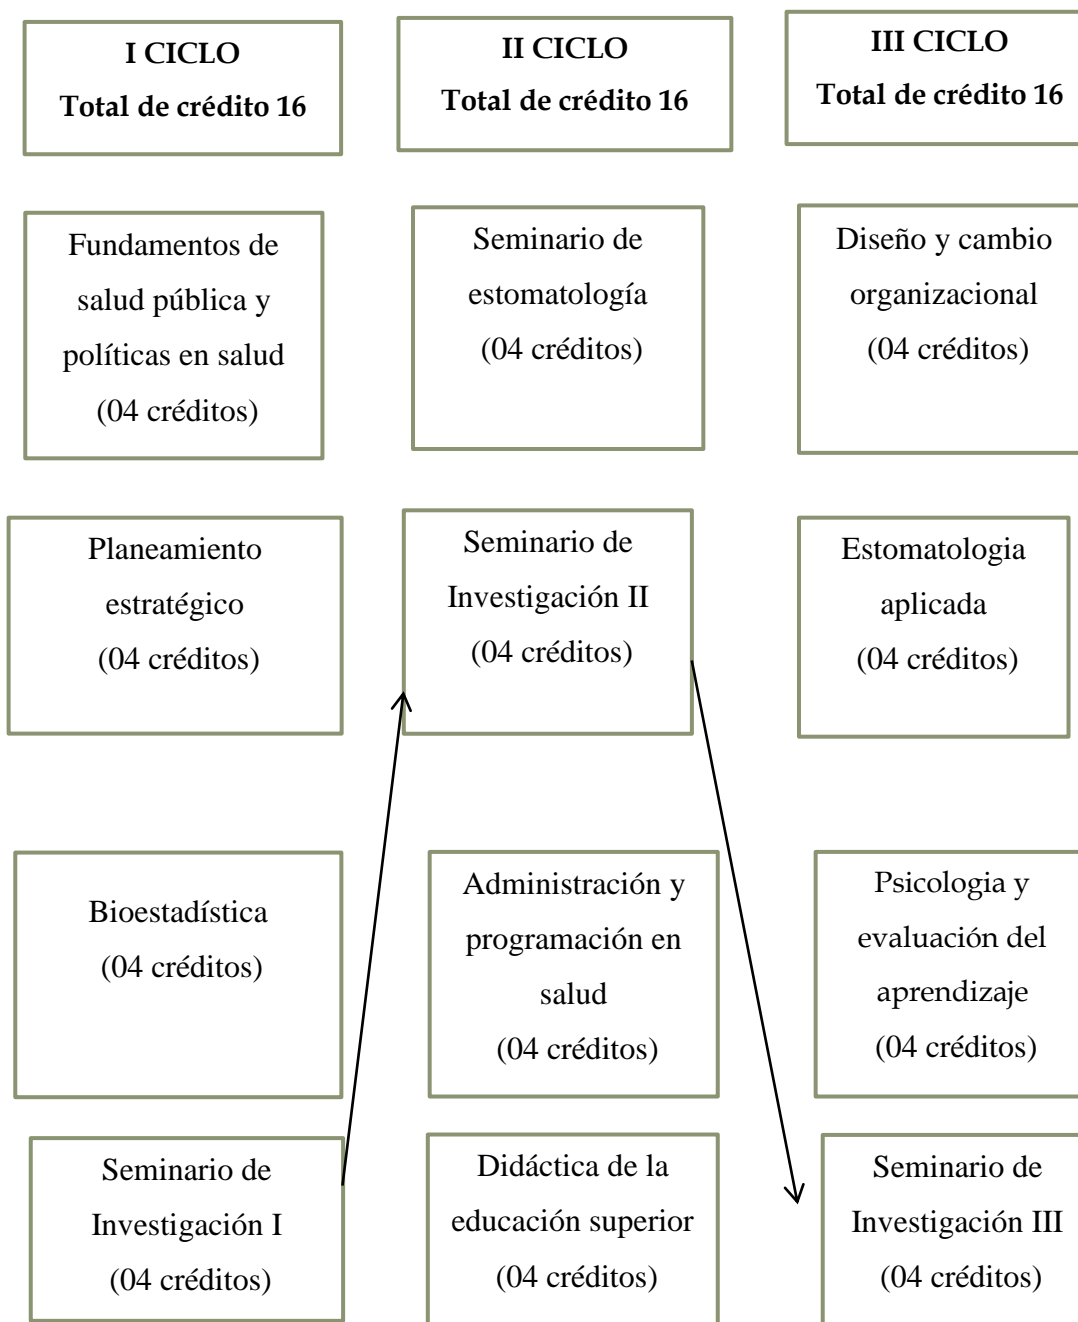 I CICLO
Total de crédito 16
II CICLO
Total de crédito 16
III CICLO
Total de crédito 16
Fundamentos de
salud pública y
políticas en salud
(04 créditos)
Seminario de
estomatología
(04 créditos)
Diseño y cambio
organizacional
(04 créditos)
Planeamiento
estratégico
(04 créditos)
Seminario de
Investigación II
(04 créditos)
Estomatologia
aplicada
(04 créditos)
Bioestadística
(04 créditos)
Administración y
programación en
salud
(04 créditos)
Psicologia y
evaluación del
aprendizaje
(04 créditos)
Seminario de
Investigación I
(04 créditos)
Didáctica de la
educación superior
(04 créditos)
Seminario de
Investigación III
(04 créditos)